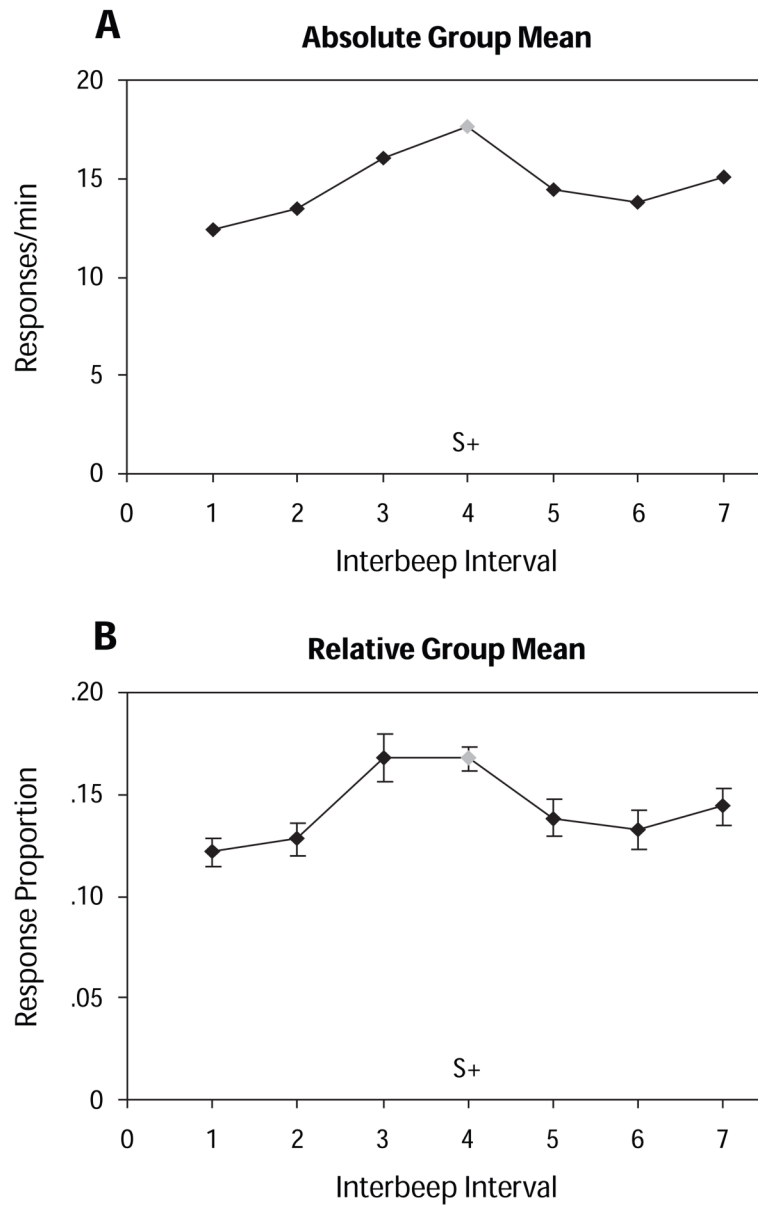 A
Absolute Group Mean
20
15
10
5
0
Responses/min
S+
0 1 2 3 4 5 6 7
Interbeep Interval
B
Relative Group Mean
.20
.15
.10
.05
0
Response Proportion
S+
0 1 2 3 4 5 6 7
Interbeep Interval